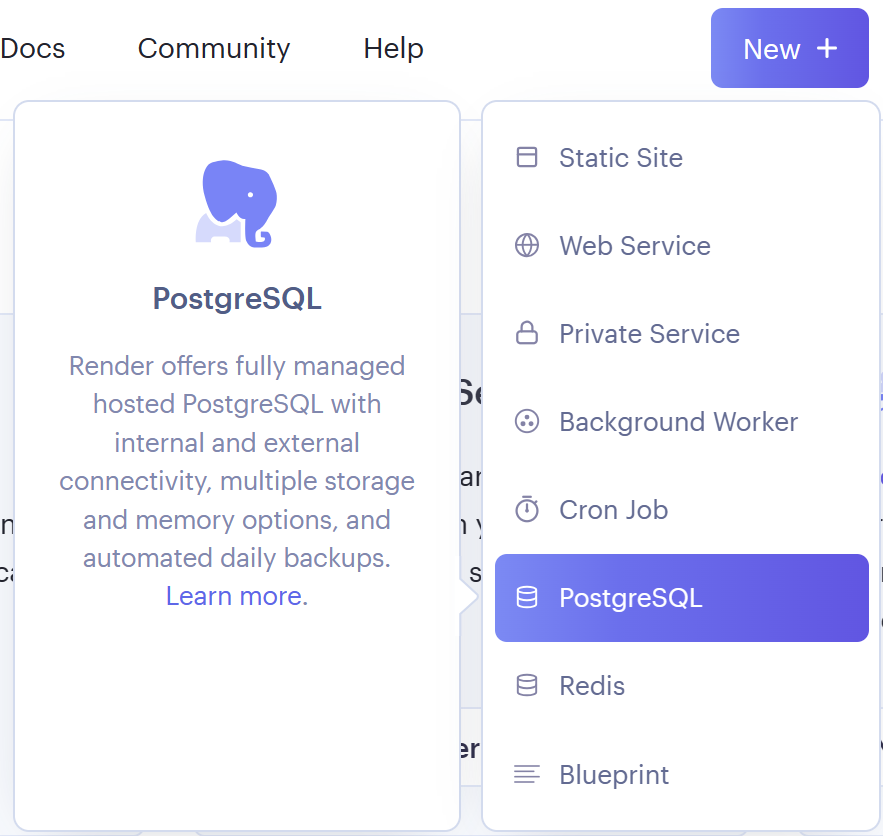 Docs Community Help New +
PostgreSQL
Render offers fully managed
hosted PostgreSQL with
internal and external
connectivity, multiple storage
and memory options, and
automated daily backups.
Learn more.
Static Site
Web Service
Private Service
Background Worker
Cron Job
PostgreSQL
Redis
Blueprint